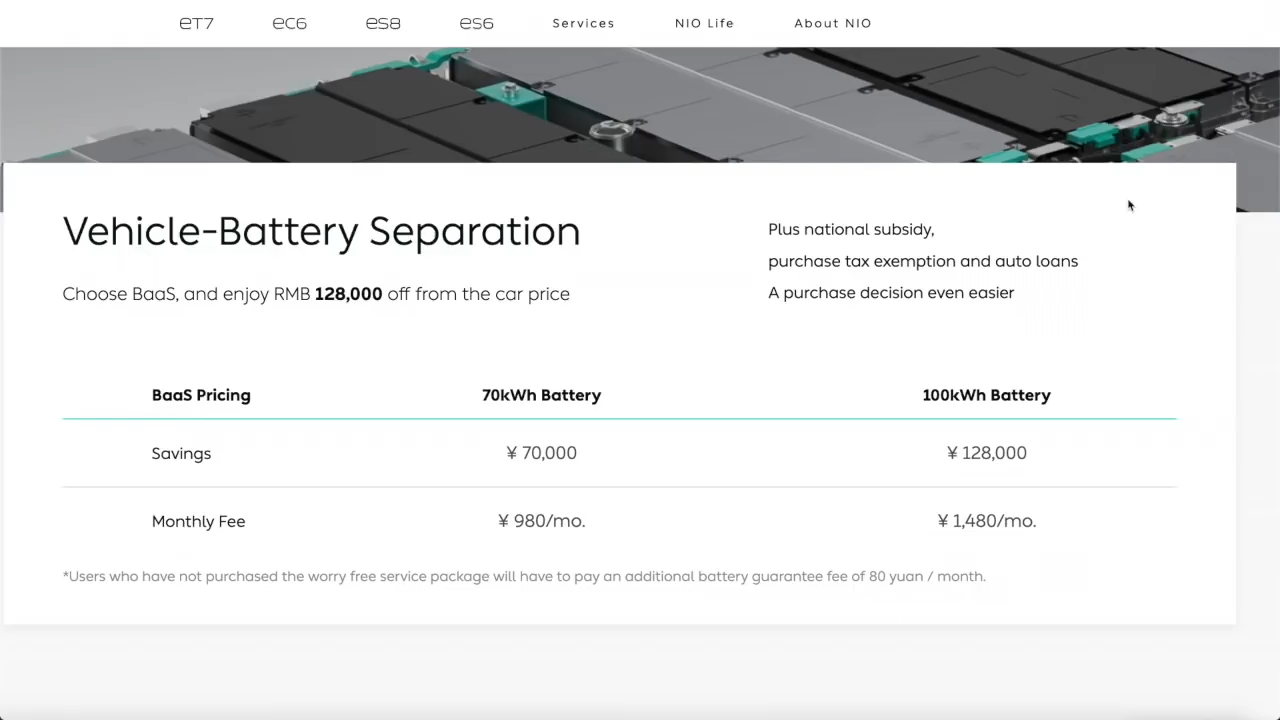 ET7 EC6 ES8 ES6 Services NIO Life About NIO
Vehicle-Battery Separation
Choose BaaS, and enjoy RMB 128,000 off from the car price
Plus national subsidy,
purchase tax exemption and auto loans
A purchase decision even easier
BaaS Pricing 70kWh Battery 100kWh Battery
Savings ¥ 70,000 ¥ 128,000
Monthly Fee ¥ 980/mo. ¥ 1,480/mo.
*Users who have not purchased the worry free service package will have to pay an additional battery guarantee fee of 80 yuan / month.